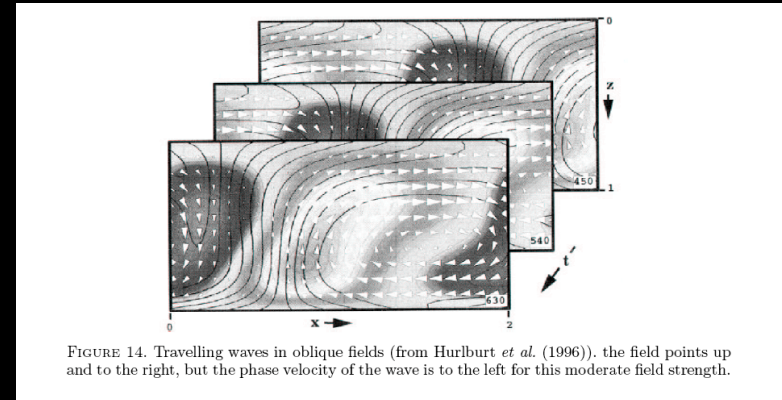 0
z
450
1
540
t′
630
0
x
2
FIGURE 14. Travelling waves in oblique fields (from Hurlburt et al. (1996)). the field points up
and to the right, but the phase velocity of the wave is to the left for this moderate field strength.